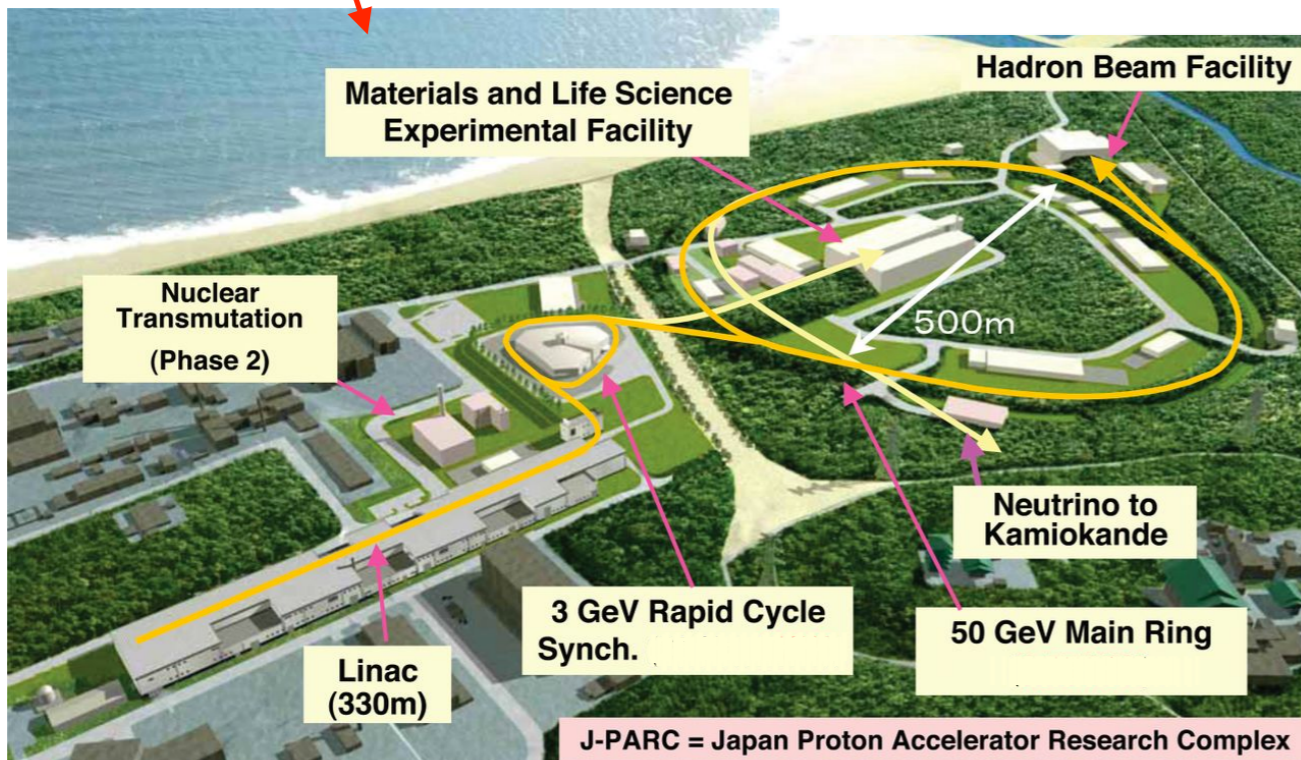 Hadron Beam Facility
Materials and Life Science
Experimental Facility
Nuclear
Transmutation
(Phase 2)
500m
Neutrino to
Kamiokande
3 GeV Rapid Cycle
Synch.
50 GeV Main Ring
Linac
(330m)
J-PARC = Japan Proton Accelerator Research Complex